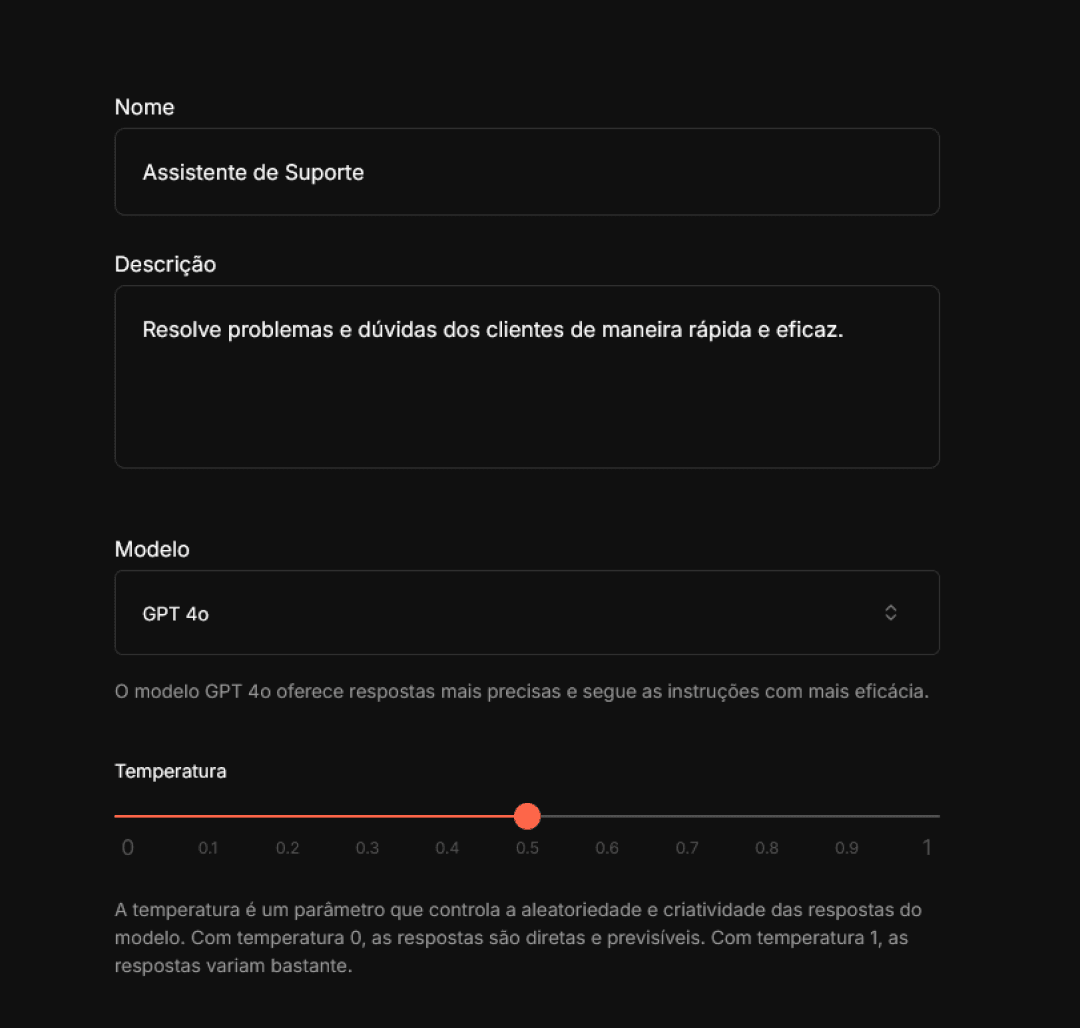 Nome
Assistente de Suporte
Descrição
Resolve problemas e dúvidas dos clientes de maneira rápida e eficaz.
Modelo
GPT 4o
O modelo GPT 4o oferece respostas mais precisas e segue as instruções com mais eficácia.
Temperatura
0 0.1 0.2 0.3 0.4 0.5 0.6 0.7 0.8 0.9 1
A temperatura é um parâmetro que controla a aleatoriedade e criatividade das respostas do
modelo. Com temperatura 0, as respostas são diretas e previsíveis. Com temperatura 1, as
respostas variam bastante.